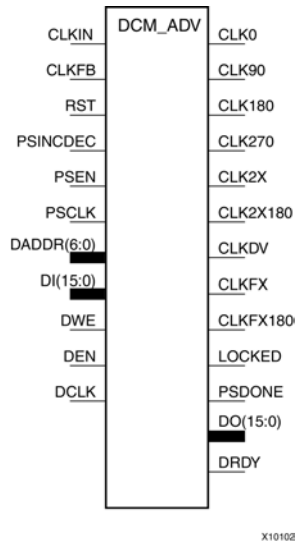 DCM_ADV
CLKIN
CLKFB
RST
PSINCDEC
PSEN
PSCLK
DADDR(6:0)
DI(15:0)
DWE
DEN
DCLK
CLK0
CLK90
CLK180
CLK270
CLK2X
CLK2X180
CLKDV
CLKFX
CLKFX180
LOCKED
PSDONE
DO(15:0)
DRDY
X10102